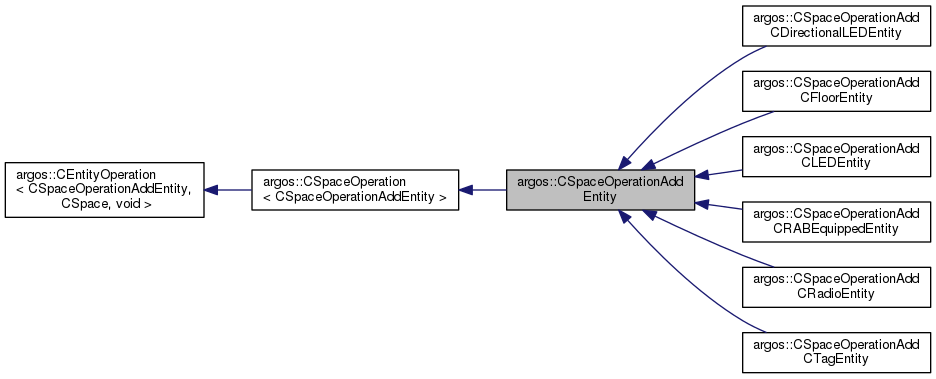 argos::CEntityOperation
< CSpaceOperationAddEntity,
CSpace, void >
argos::CSpaceOperation
< CSpaceOperationAddEntity >
argos::CSpaceOperationAdd
Entity
argos::CSpaceOperationAdd
CDirectionalLEDEntity
argos::CSpaceOperationAdd
CFloorEntity
argos::CSpaceOperationAdd
CLEDEntity
argos::CSpaceOperationAdd
CRABEquippedEntity
argos::CSpaceOperationAdd
CRadioEntity
argos::CSpaceOperationAdd
CTagEntity